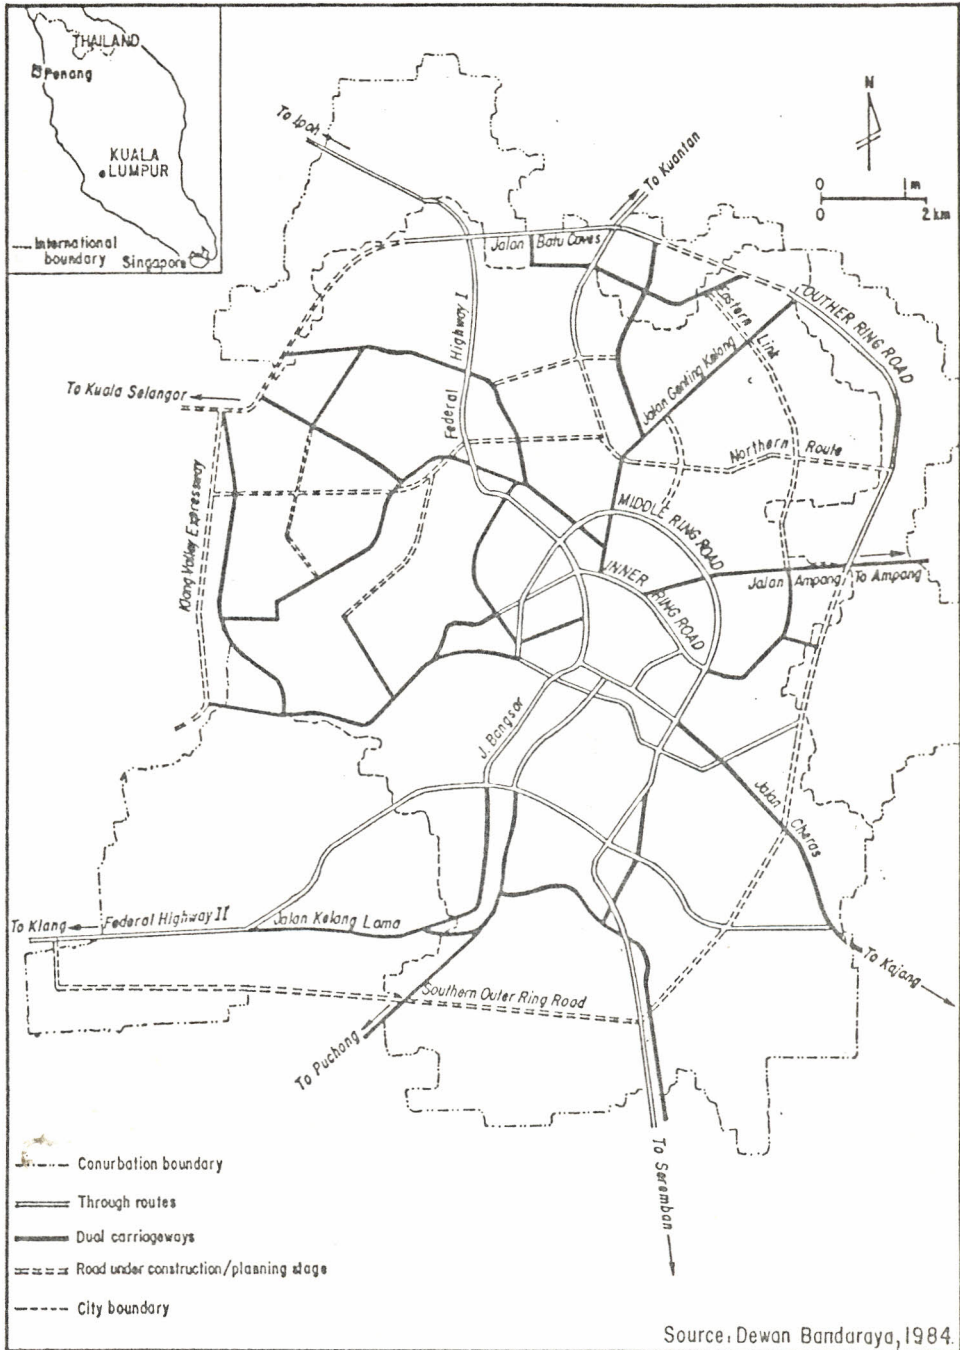 THAILAND
Penang
KUALA
LUMPUR
International
boundary
Singapore
N
0 1 m
0 2 km
To Ipoh
To Kuantan
Jalan Batu Caves
OUTHER RING ROAD
Eastern Link
Federal Highway I
Jalan Genting Kelang
To Kuala Selangor
Northern Route
Klang Valley Expressway
MIDDLE RING ROAD
INNER RING ROAD
Jalan Ampang
To Ampang
J. Bangsar
Jalan Cheras
To Klang
Federal Highway II
Jalan Kelang Lama
To Kajang
Southern Outer Ring Road
To Puchong
To Seremban
Conurbation boundary
Through routes
Dual carriageways
Road under construction/planning stage
City boundary
Source: Dewan Bandaraya, 1984.